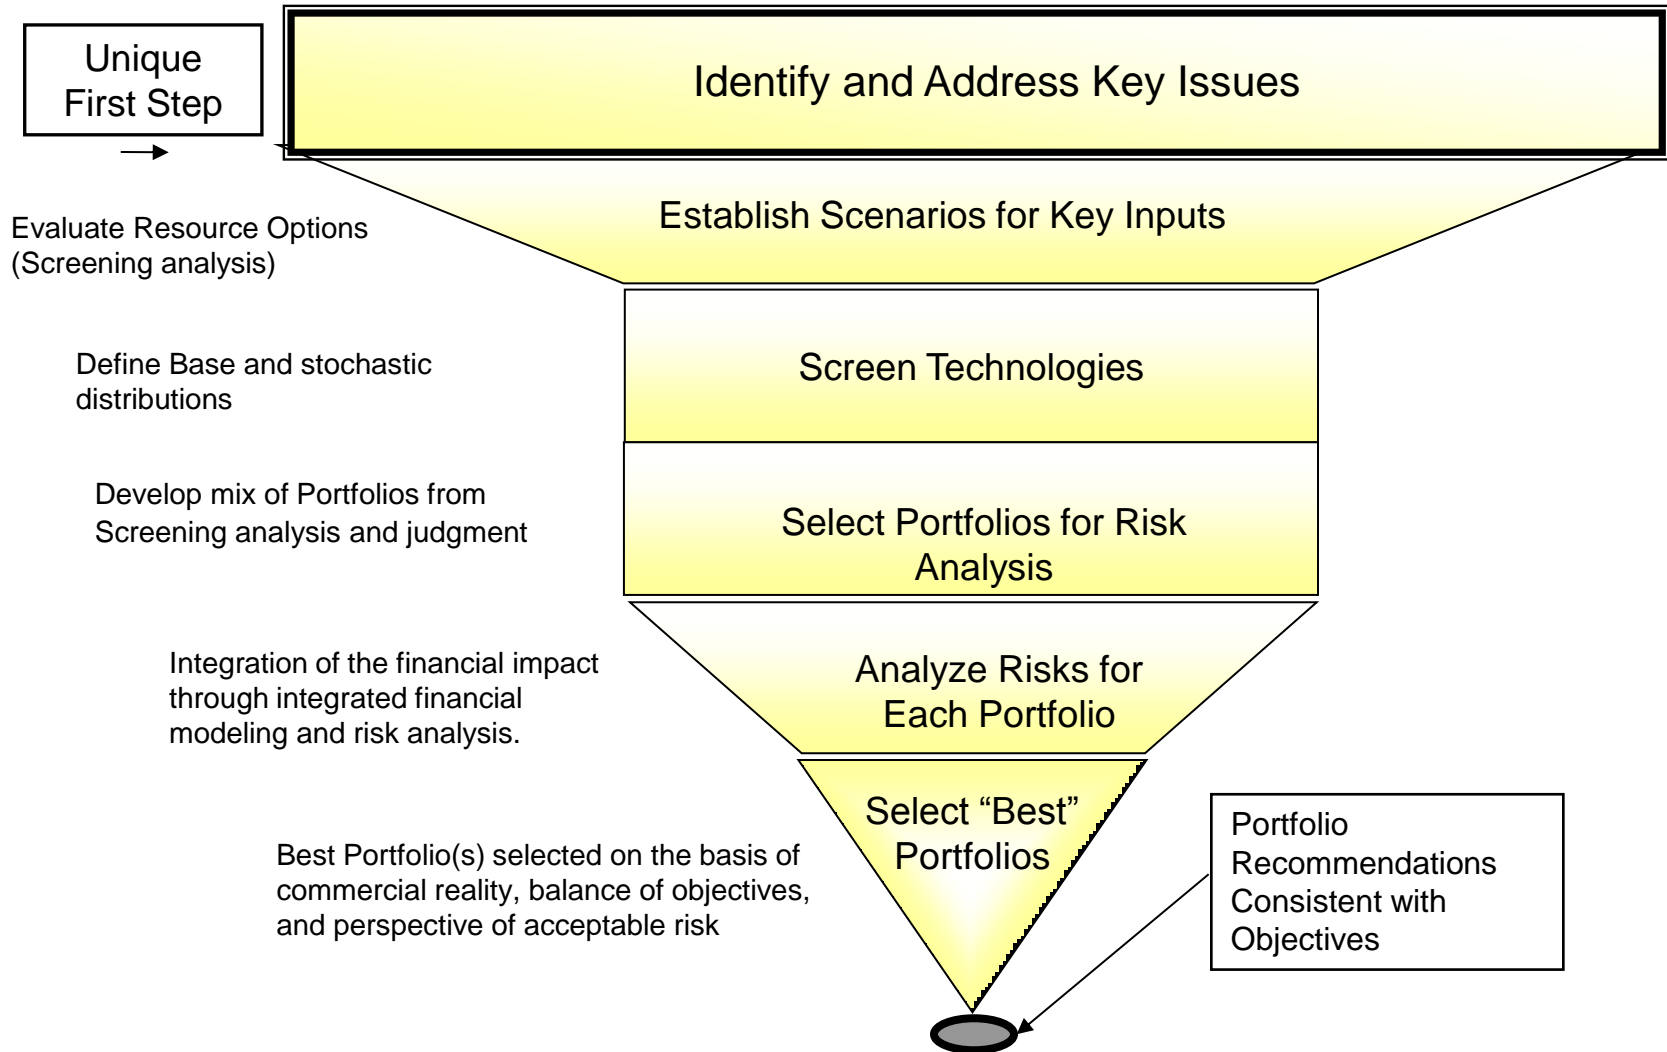 Unique
First Step
Identify and Address Key Issues
Establish Scenarios for Key Inputs
Evaluate Resource Options
(Screening analysis)
Screen Technologies
Define Base and stochastic
distributions
Develop mix of Portfolios from
Screening analysis and judgment
Select Portfolios for Risk
Analysis
Integration of the financial impact
through integrated financial
modeling and risk analysis.
Analyze Risks for
Each Portfolio
Select “Best”
Portfolios
Best Portfolio(s) selected on the basis of
commercial reality, balance of objectives,
and perspective of acceptable risk
Portfolio
Recommendations
Consistent with
Objectives